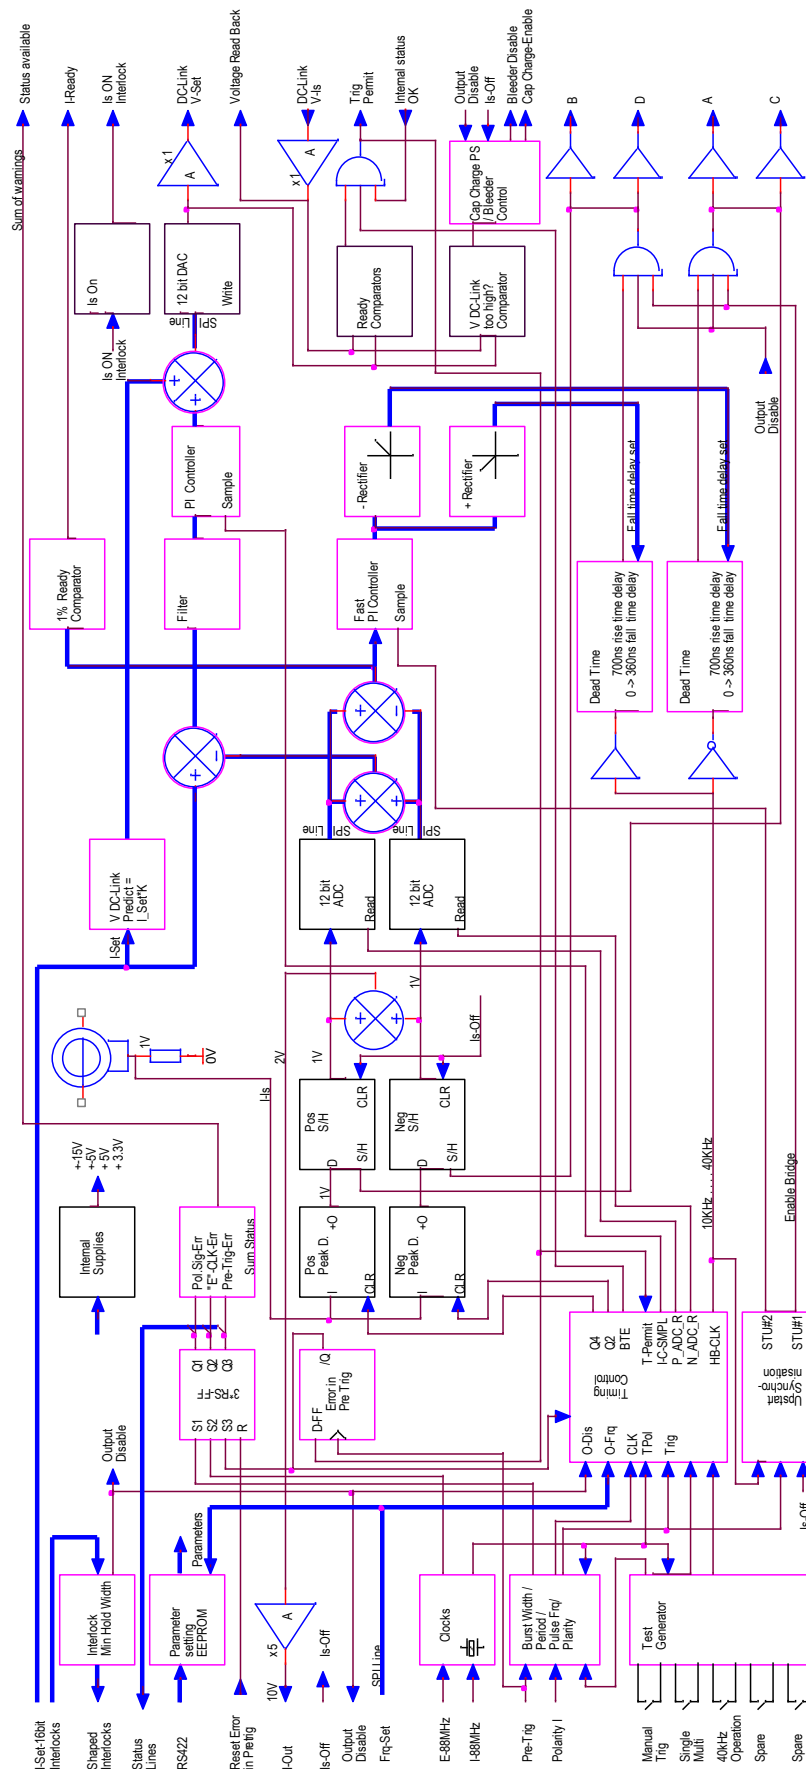 Status available
Sum of warnings
I-Ready
Is ON
Interlock
DC-Link
V-Set
Voltage Read Back
DC-Link
V-Is
Trig
Permit
Internal status
OK
Output
Disable
Is-Off
Bleeder Disable
Cap Charge-Enable
B
D
A
C
x 1
A
A
x 1
Is On
12 bit DAC
Write
SPI
Line
Is ON
Interlock
Cap Charge PS
/ Bleeder
Control
Ready
Comparators
V DC-Link
too high?
Comparator
Output
Disable
+
+
PI Controller
Sample
- Rectifier
+ Rectifier
Fall time delay set
Fall time delay set
1% Ready
Comparator
Filter
Fast
PI Controller
Sample
Dead Time
700ns rise time delay
0 -> 360ns fall time delay
Dead Time
700ns rise time delay
0 -> 360ns fall time delay
+
-
+
-
+
+
SPI
Line
SPI
Line
V DC-Link
Predict =
I_Set*K
I-Set
12 bit
ADC
Read
12 bit
ADC
Read
1V
0V
I-Is
2V
1V
1V
+
+
Is-Off
+-15V
+-5V
+ 5V
+ 3.3V
Internal
Supplies
Pos
S/H
CLR
D
S/H
Neg
S/H
CLR
D
S/H
1V
Pol.Sig-Err
"E"-CLK-Err
Pre-Trig-Err
Sum Status
Pos
Peak D.
+O
I
CLR
Neg
Peak D.
+O
I
CLR
10KHz . . . . 40KHz
Enable Bridge
Q1
Q2
Q3
3*RS-FF
S1
S2
S3
R
/Q
Error in
Pre Trig
D-FF
Q4
Q2
BTE
T-Permit
I-C-SMPL
P_ADC_R
N_ADC_R
HB-CLK
Timing
Control
O-Dis
O-Frq
CLK
TPol
Trig
STU#2
STU#1
Upstart
Synchro-
nisation
Is-Off
Output
Disable
Parameters
Interlock
Min Hold Width
Parameter
setting
EEPROM
x5
A
10V
Is-Off
SPI Line
Clocks
Burst Width /
Period /
Pulse Frq/
Plarity
Test
Generator
I-Set-16bit
Interlocks
Shaped
Interlocks
Status
Lines
RS422
Reset Error
in Pretrig
I-Out
Is-Off
Output
Disable
Frq-Set
E-88MHz
I-88MHz
Pre-Trig
Polarity I
Manual
Trig
Single
Multi
40kHz
Operation
Spare
Spare